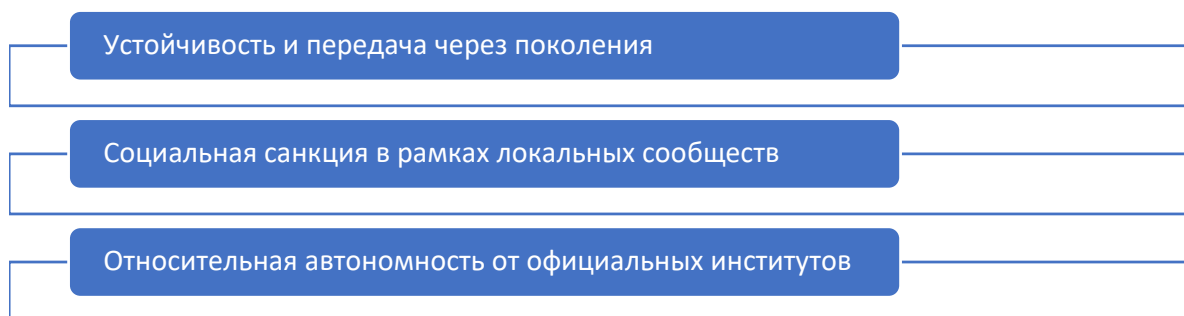 Устойчивость и передача через поколения
Социальная санкция в рамках локальных сообществ
Относительная автономность от официальных институтов